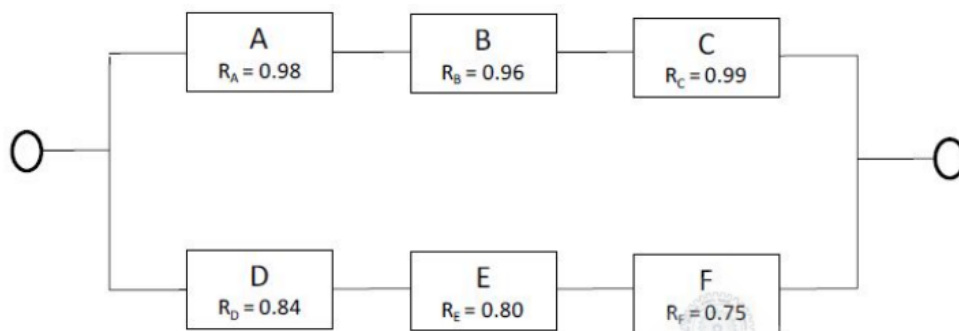 A
R_A = 0.98
B
R_B = 0.96
C
R_C = 0.99
D
R_D = 0.84
E
R_E = 0.80
F
R_F = 0.75